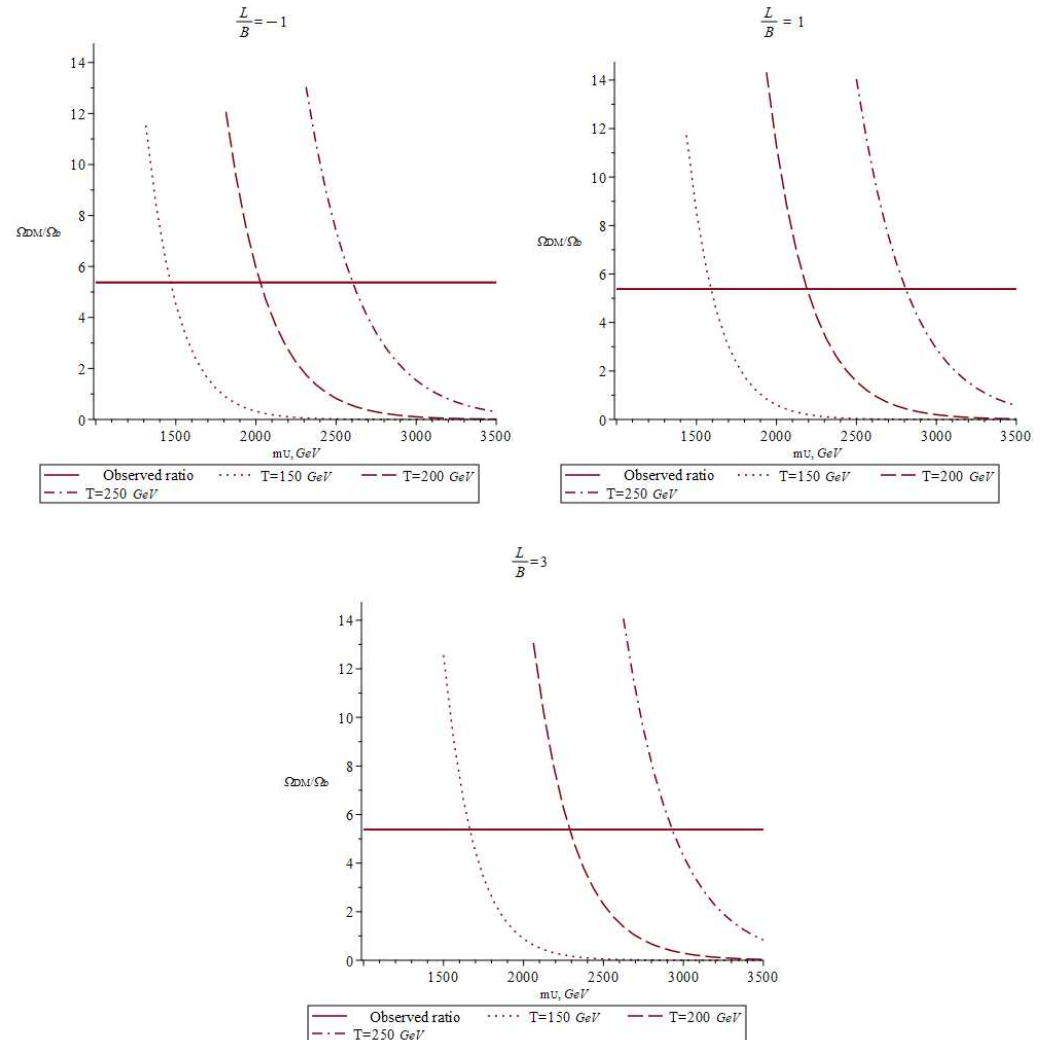 L/B = −1
14
12
10
8
ΩDM/Ωb
6
4
2
0
1500 2000 2500 3000 3500
mU, GeV
Observed ratio T=150 GeV T=200 GeV
T=250 GeV
L/B = 1
14
12
10
8
ΩDM/Ωb
6
4
2
0
1500 2000 2500 3000 3500
mU, GeV
Observed ratio T=150 GeV T=200 GeV
T=250 GeV
L/B = 3
14
12
10
8
ΩDM/Ωb
6
4
2
0
1500 2000 2500 3000 3500
mU, GeV
Observed ratio T=150 GeV T=200 GeV
T=250 GeV